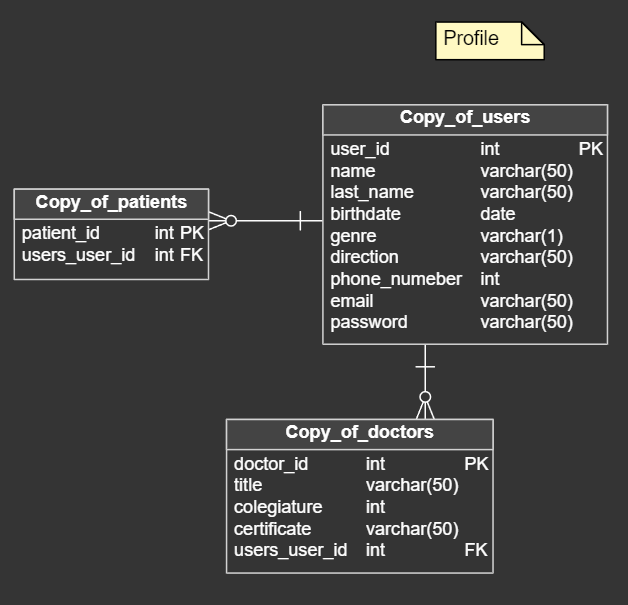 Profile
Copy_of_users
user_id int PK
name varchar(50)
last_name varchar(50)
birthdate date
genre varchar(1)
direction varchar(50)
phone_numeber int
email varchar(50)
password varchar(50)
Copy_of_patients
patient_id int PK
users_user_id int FK
Copy_of_doctors
doctor_id int PK
title varchar(50)
colegiature int
certificate varchar(50)
users_user_id int FK